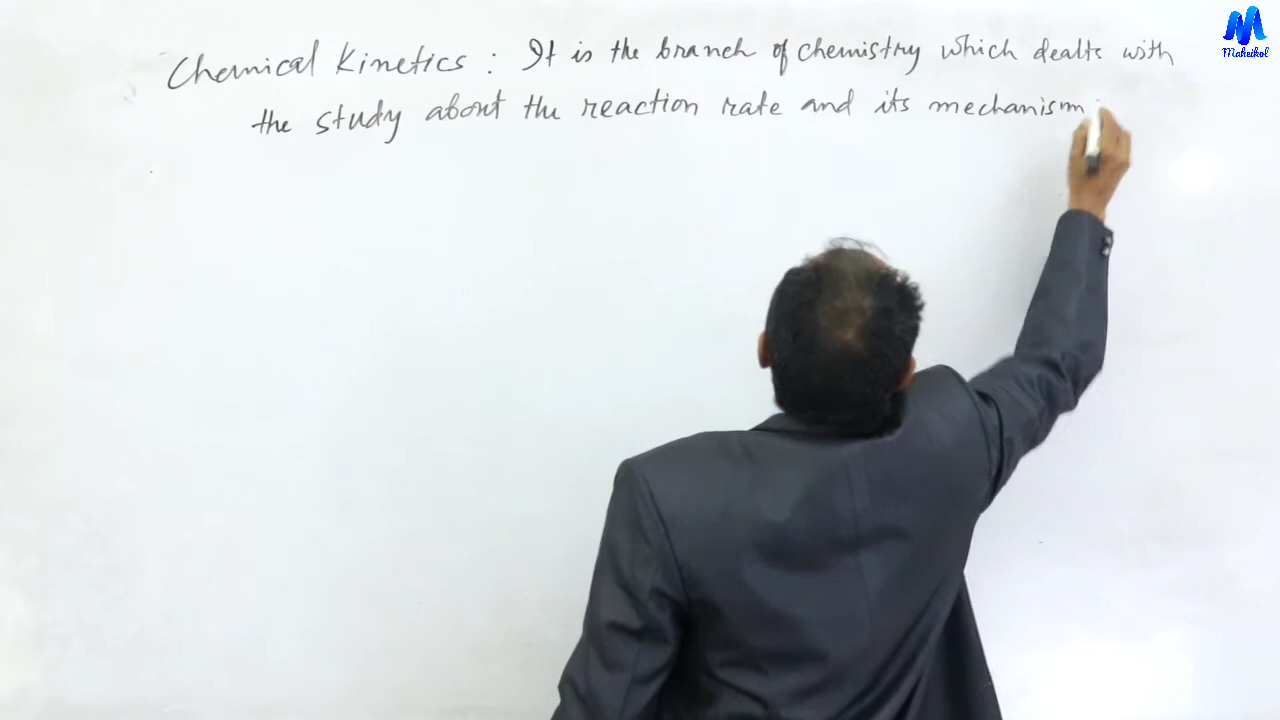 Maheikol
Chemical Kinetics : It is the branch of chemistry which dealts with
the study about the reaction rate and its mechanism